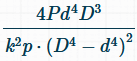 4Pd⁴D³
k²p · (D⁴ − d⁴)²